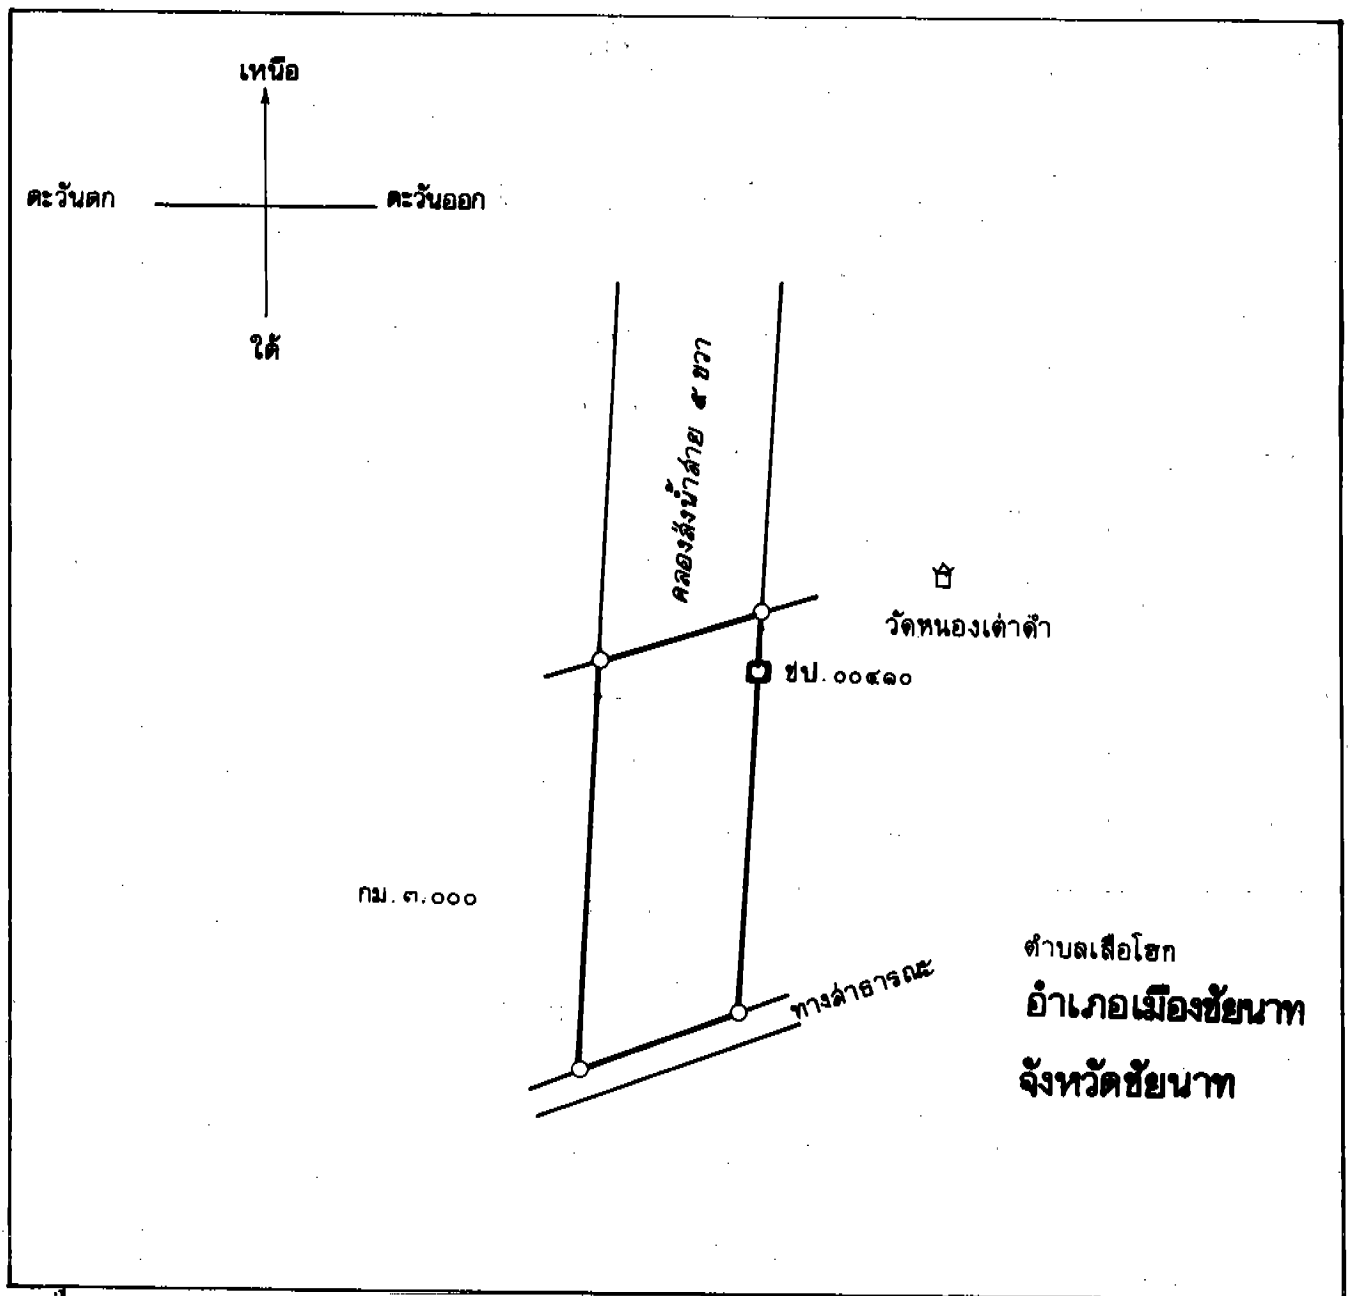 เหนือ
ตะวันตก
ตะวันออก
ใต้
คลองส่งน้ำสาย ๕ ขวา
วัดหนองเต่าดำ
ชป. ๐๐๔๑๐
กม. ๓.๐๐๐
ทางสาธารณะ
ตำบลเสือโฮก
อำเภอเมืองชัยนาท
จังหวัดชัยนาท